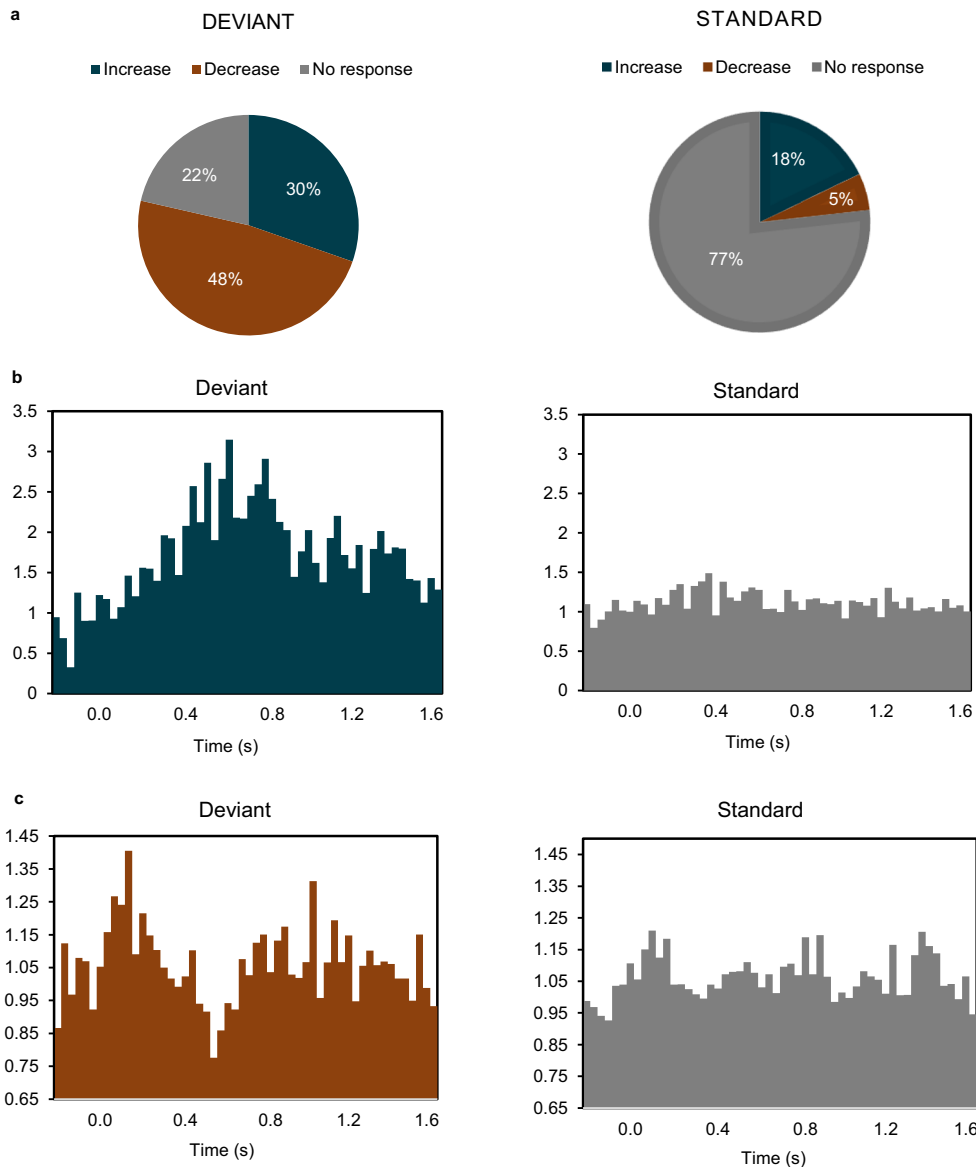 a
DEVIANT
STANDARD
Increase Decrease No response
Increase Decrease No response
22%
30%
48%
18%
5%
77%
b
Deviant
Standard
3.5
3
2.5
2
1.5
1
0.5
0
0.0 0.4 0.8 1.2 1.6
Time (s)
3.5
3
2.5
2
1.5
1
0.5
0
0.0 0.4 0.8 1.2 1.6
Time (s)
c
Deviant
Standard
1.45
1.35
1.25
1.15
1.05
0.95
0.85
0.75
0.65
0.0 0.4 0.8 1.2 1.6
Time (s)
1.45
1.35
1.25
1.15
1.05
0.95
0.85
0.75
0.65
0.0 0.4 0.8 1.2 1.6
Time (s)